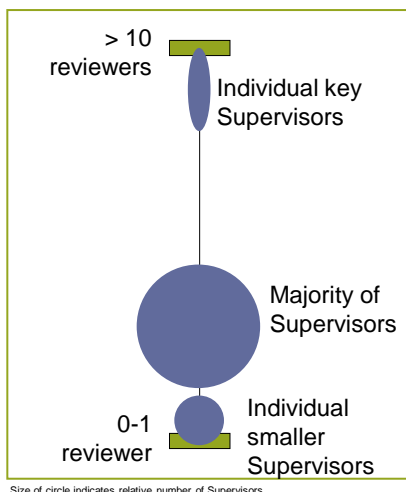 > 10
reviewers
Individual key
Supervisors
Majority of
Supervisors
0-1
reviewer
Individual
smaller
Supervisors
Size of circle indicates relative number of Supervisors